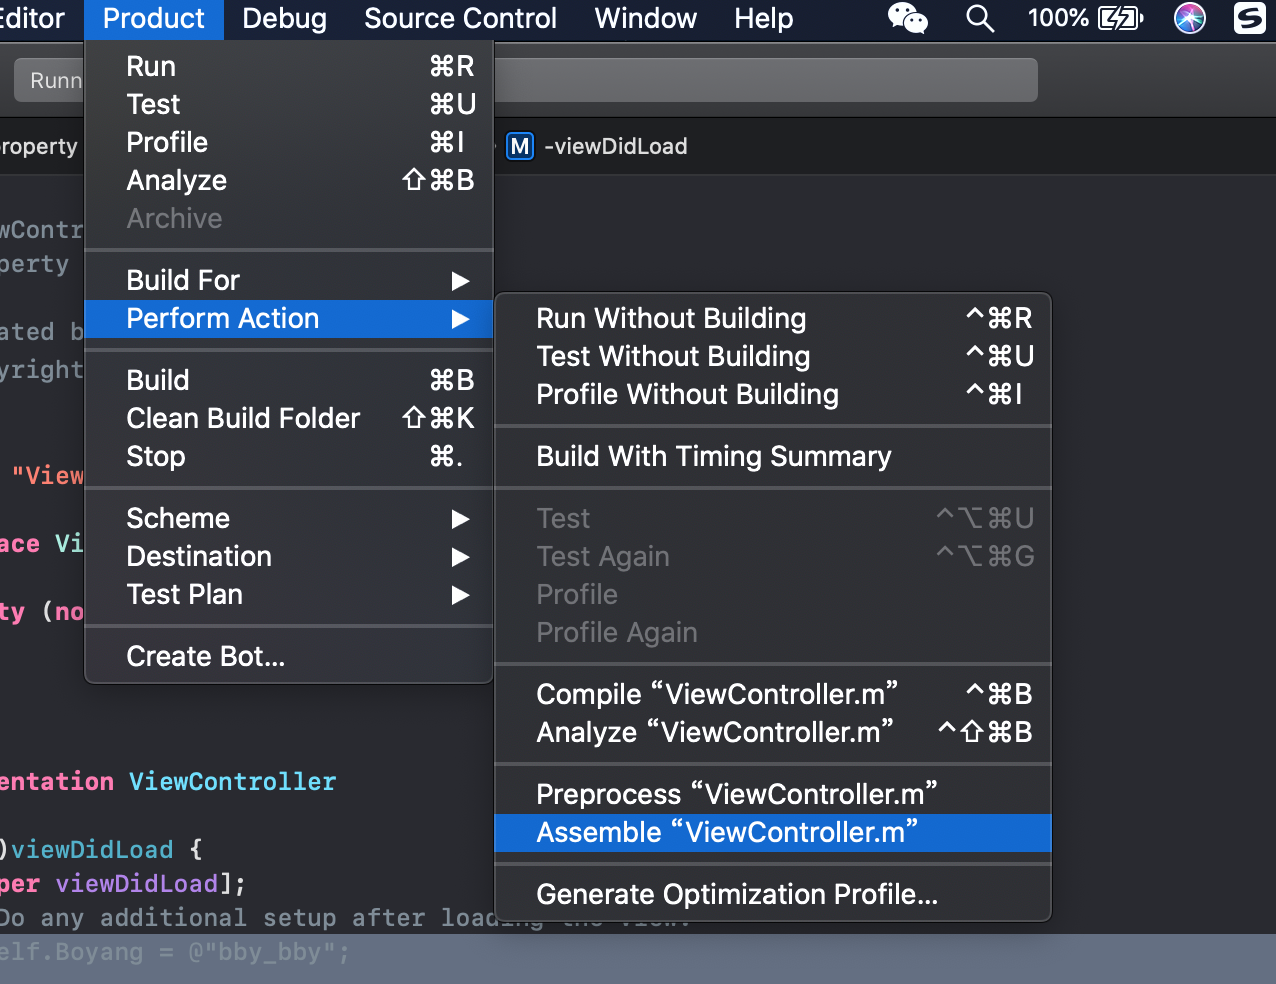 Editor Product Debug Source Control Window Help 100%
Runn
roperty M -viewDidLoad
Run ⌘R
Test ⌘U
Profile ⌘I
Analyze ⇧⌘B
Archive
Build For ▶
Perform Action ▶
Build ⌘B
Clean Build Folder ⇧⌘K
Stop ⌘.
Scheme ▶
Destination ▶
Test Plan ▶
Create Bot...
Run Without Building ^⌘R
Test Without Building ^⌘U
Profile Without Building ^⌘I
Build With Timing Summary
Test ^⌥⌘U
Test Again ^⌥⌘G
Profile
Profile Again
Compile “ViewController.m” ^⌘B
Analyze “ViewController.m” ^⇧⌘B
Preprocess “ViewController.m”
Assemble “ViewController.m”
Generate Optimization Profile...
wContr
perty
ated b
yright
"View
ace Vi
ty (no
entation ViewController
)viewDidLoad {
per viewDidLoad];
Do any additional setup after loading the view.
elf.Boyang = @"bby_bby";